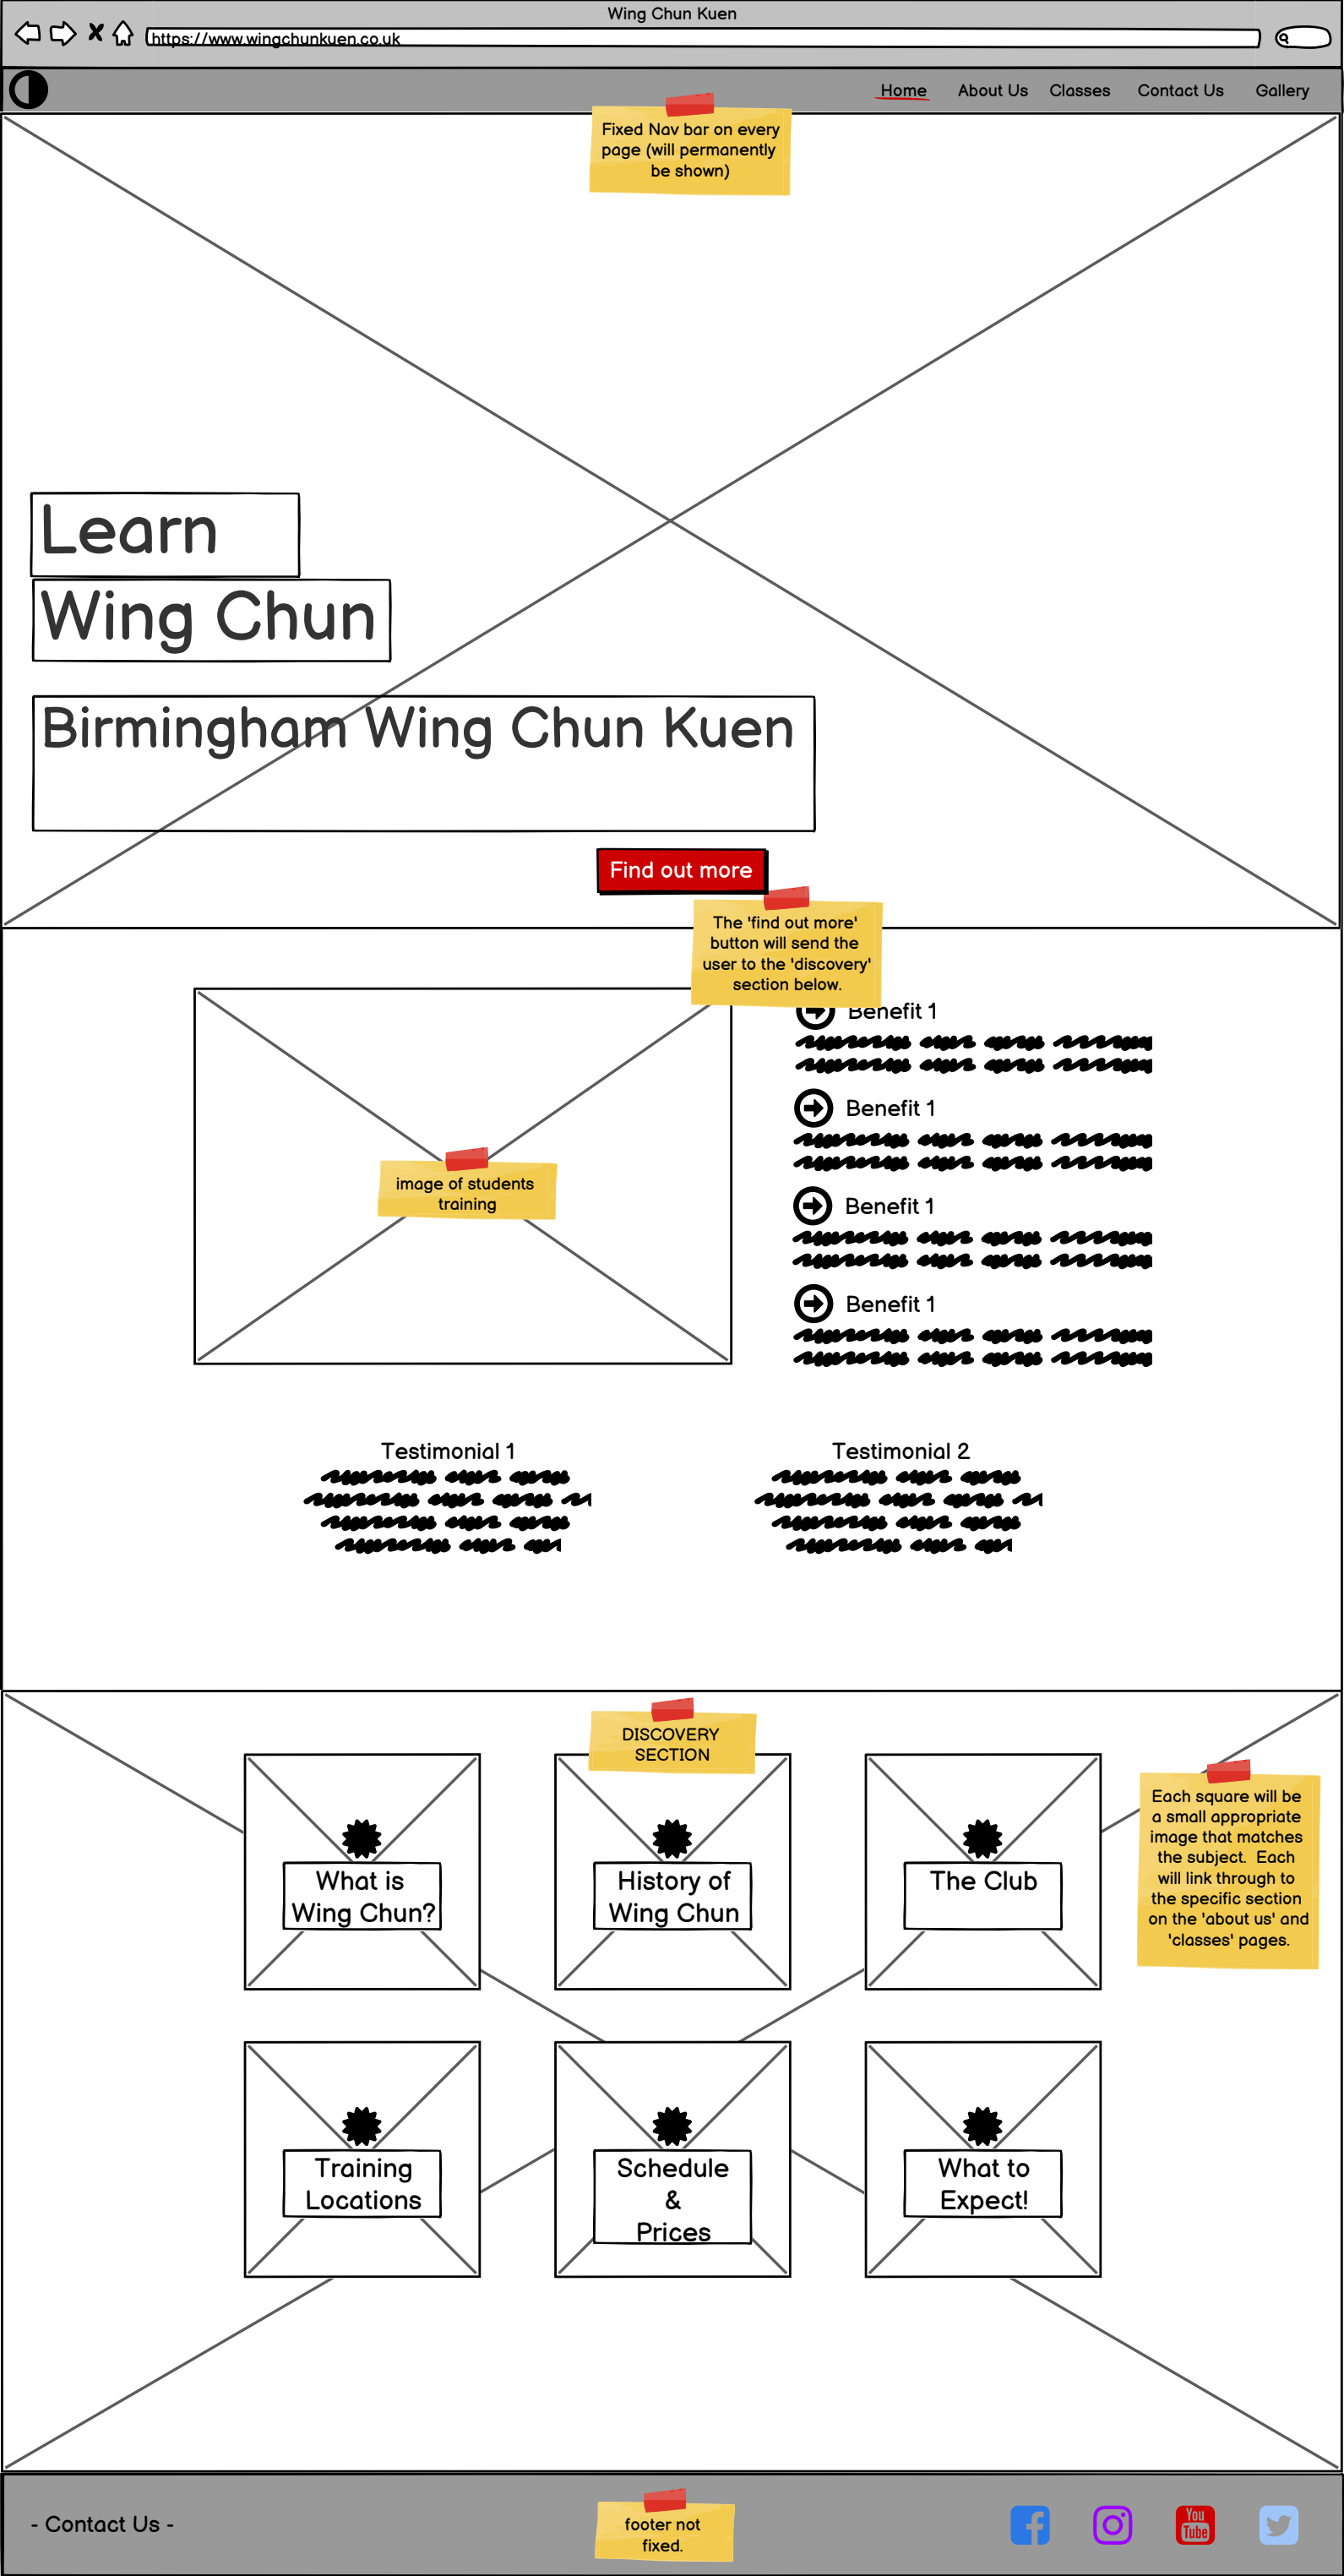 Wing Chun Kuen
https://www.wingchunkuen.co.uk
Home About Us Classes Contact Us Gallery
Fixed Nav bar on every
page (will permanently
be shown)
Learn
Wing Chun
Birmingham Wing Chun Kuen
Find out more
The 'find out more'
button will send the
user to the 'discovery'
section below.
image of students
training
Benefit 1
Benefit 1
Benefit 1
Benefit 1
Testimonial 1
Testimonial 2
DISCOVERY
SECTION
What is
Wing Chun?
History of
Wing Chun
The Club
Each square will be
a small appropriate
image that matches
the subject.  Each
will link through to
the specific section
on the 'about us' and
'classes' pages.
Training
Locations
Schedule
&
Prices
What to
Expect!
- Contact Us -
footer not
fixed.
You
Tube